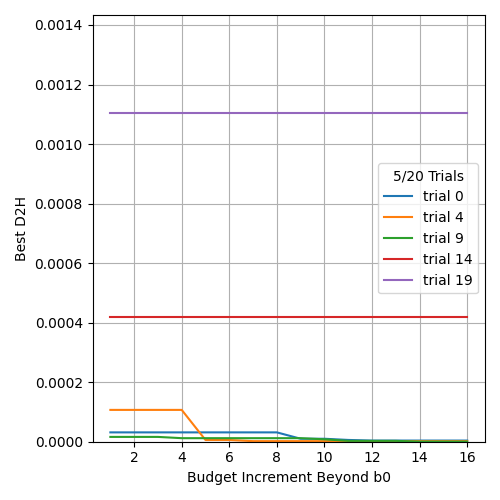 0.0014
0.0012
0.0010
0.0008
0.0006
0.0004
0.0002
0.0000
Best D2H
5/20 Trials
trial 0
trial 4
trial 9
trial 14
trial 19
2 4 6 8 10 12 14 16
Budget Increment Beyond b0